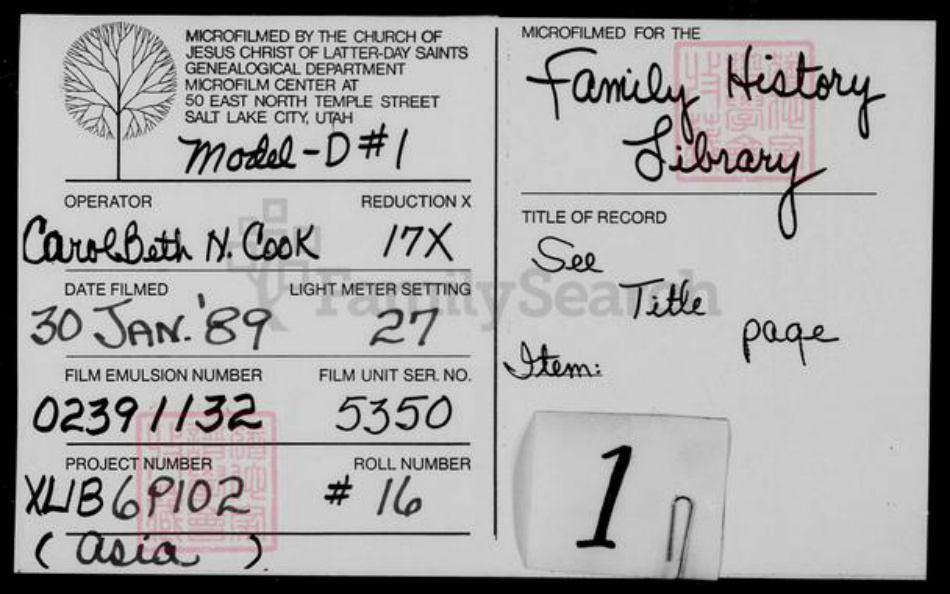 MICROFILMED BY THE CHURCH OF
JESUS CHRIST OF LATTER-DAY SAINTS
GENEALOGICAL DEPARTMENT
MICROFILM CENTER AT
50 EAST NORTH TEMPLE STREET
SALT LAKE CITY, UTAH
Model-D #1
OPERATOR REDUCTION X
CarolBeth N. Cook 17X
DATE FILMED LIGHT METER SETTING
30 JAN. '89 27
FILM EMULSION NUMBER FILM UNIT SER. NO.
02391132 5350
PROJECT NUMBER ROLL NUMBER
XLIB6P102 # 16
( asia )
MICROFILMED FOR THE
Family History
Library
TITLE OF RECORD
See
Title
page
Item:
1
FamilySearch